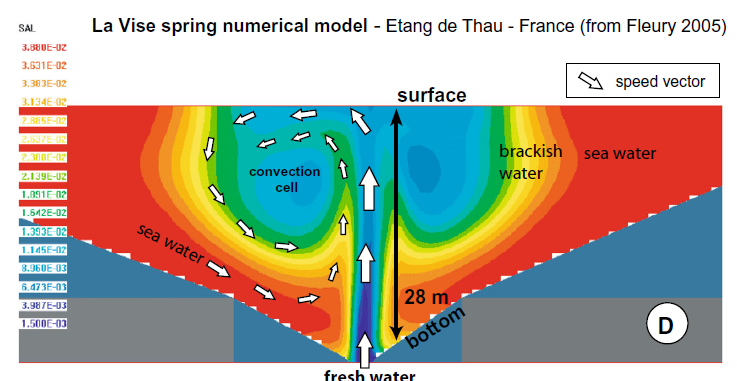 La Vise spring numerical model - Etang de Thau - France (from Fleury 2005)
SAL
3.880E-02
3.631E-02
3.383E-02
3.134E-02
2.885E-02
2.637E-02
2.388E-02
2.139E-02
1.891E-02
1.642E-02
1.393E-02
1.145E-02
8.960E-03
6.473E-03
3.987E-03
1.500E-03
speed vector
surface
convection
cell
brackish
water
sea water
sea water
28 m
bottom
D
fresh water